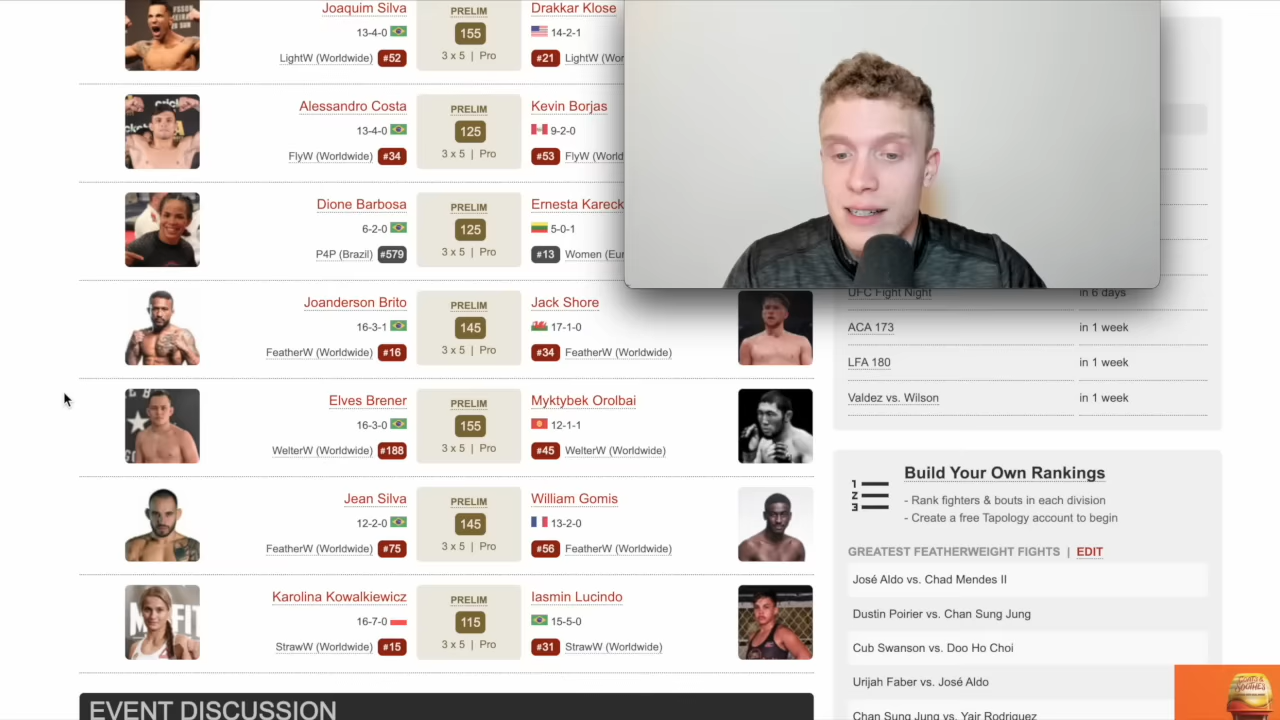 Joaquim Silva PRELIM Drakkar Klose
13-4-0 155 14-2-1
LightW (Worldwide) #52 3 x 5 | Pro #21 LightW (Wor
Alessandro Costa PRELIM Kevin Borjas
13-4-0 125 9-2-0
FlyW (Worldwide) #34 3 x 5 | Pro #53 FlyW (World
Dione Barbosa PRELIM Ernesta Kareck
6-2-0 125 5-0-1
P4P (Brazil) #579 3 x 5 | Pro #13 Women (Eur
Joanderson Brito PRELIM Jack Shore
16-3-1 145 17-1-0
FeatherW (Worldwide) #16 3 x 5 | Pro #34 FeatherW (Worldwide)
Elves Brener PRELIM Myktybek Orolbai
16-3-0 155 12-1-1
WelterW (Worldwide) #188 3 x 5 | Pro #45 WelterW (Worldwide)
Jean Silva PRELIM William Gomis
12-2-0 145 13-2-0
FeatherW (Worldwide) #75 3 x 5 | Pro #56 FeatherW (Worldwide)
Karolina Kowalkiewicz PRELIM Iasmin Lucindo
16-7-0 115 15-5-0
StrawW (Worldwide) #15 3 x 5 | Pro #31 StrawW (Worldwide)
EVENT DISCUSSION
UFC Fight Night in 6 days
ACA 173 in 1 week
LFA 180 in 1 week
Valdez vs. Wilson in 1 week
Build Your Own Rankings
1
2
3
- Rank fighters & bouts in each division
- Create a free Tapology account to begin
GREATEST FEATHERWEIGHT FIGHTS | EDIT
José Aldo vs. Chad Mendes II
Dustin Poirier vs. Chan Sung Jung
Cub Swanson vs. Doo Ho Choi
Urijah Faber vs. José Aldo
Chan Sung Jung vs. Yair Rodriguez